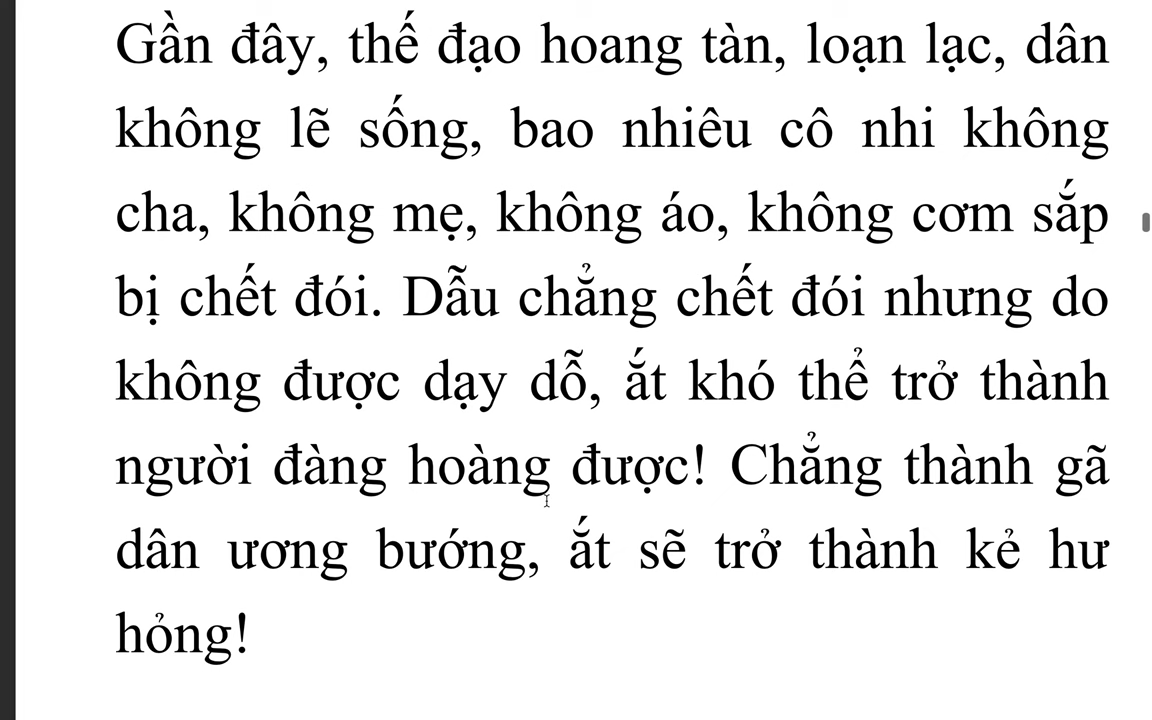 Gần đây, thế đạo hoang tàn, loạn lạc, dân
không lẽ sống, bao nhiêu cô nhi không
cha, không mẹ, không áo, không cơm sắp
bị chết đói. Dẫu chẳng chết đói nhưng do
không được dạy dỗ, ắt khó thể trở thành
người đàng hoàng được! Chẳng thành gã
dân ương bướng, ắt sẽ trở thành kẻ hư
hỏng!